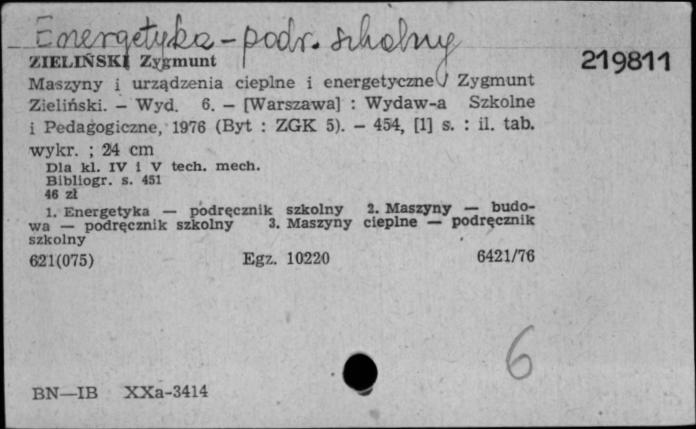 Energetyka - podr. szkolny
ZIELIŃSKI Zygmunt
219811
Maszyny i urządzenia cieplne i energetyczne / Zygmunt
Zieliński. — Wyd. 6. — [Warszawa] : Wydaw-a Szkolne
i Pedagogiczne, 1976 (Byt : ZGK 5). — 454, [1] s. : il. tab.
wykr. ; 24 cm
Dla kl. IV i V tech. mech.
Bibliogr. s. 451
46 zł
1. Energetyka — podręcznik szkolny 2. Maszyny — budo-
wa — podręcznik szkolny 3. Maszyny cieplne — podręcznik
szkolny
621(075) Egz. 10220 6421/76
6
BN—IB XXa-3414